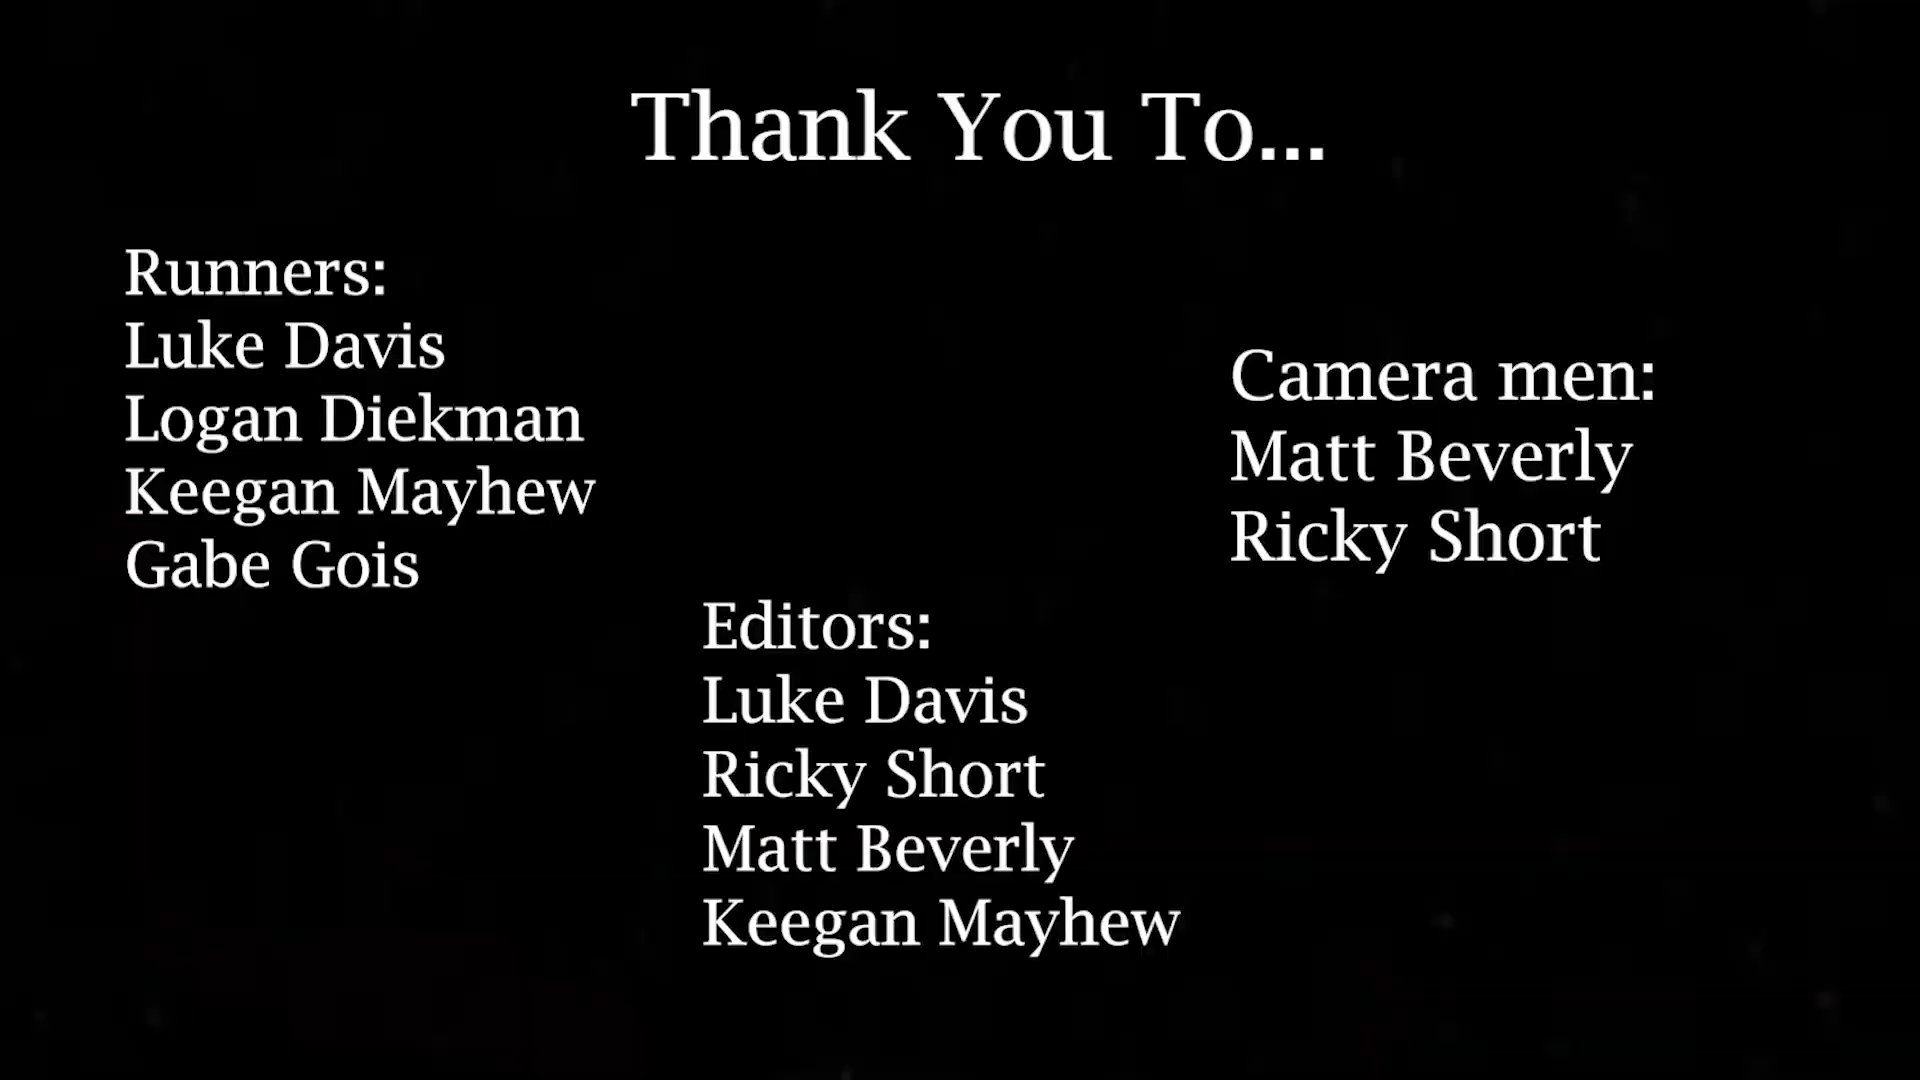 Thank You To...
Runners:
Luke Davis
Logan Diekman
Keegan Mayhew
Gabe Gois
Camera men:
Matt Beverly
Ricky Short
Editors:
Luke Davis
Ricky Short
Matt Beverly
Keegan Mayhew